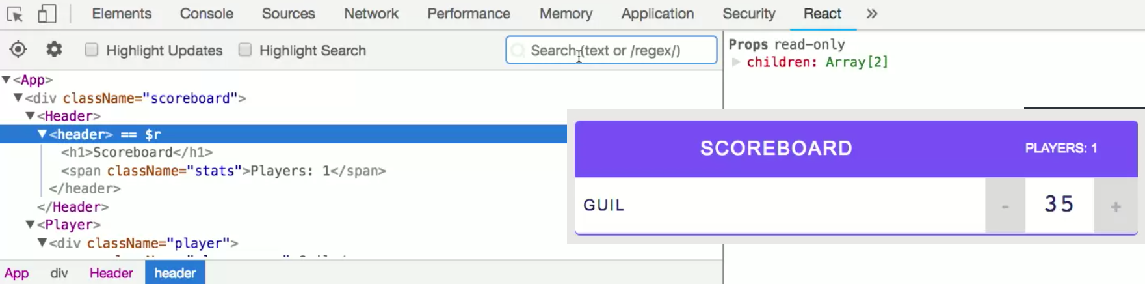 Elements Console Sources Network Performance Memory Application Security React »
Highlight Updates Highlight Search Search (text or /regex/)
▼<App>
▼<div className="scoreboard">
▼<Header>
▼<header> == $r
<h1>Scoreboard</h1>
<span className="stats">Players: 1</span>
</header>
</Header>
▼<Player>
▼<div className="player">
App div Header header
Props read-only
▶ children: Array[2]
SCOREBOARD PLAYERS: 1
GUIL - 35 +